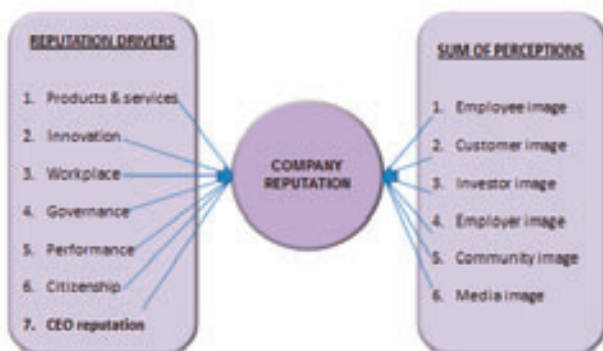 REPUTATION DRIVERS
1. Products & services
2. Innovation
3. Workplace
4. Governance
5. Performance
6. Citizenship
7. CEO reputation
COMPANY
REPUTATION
SUM OF PERCEPTIONS
1. Employee image
2. Customer image
3. Investor image
4. Employer image
5. Community image
6. Media image